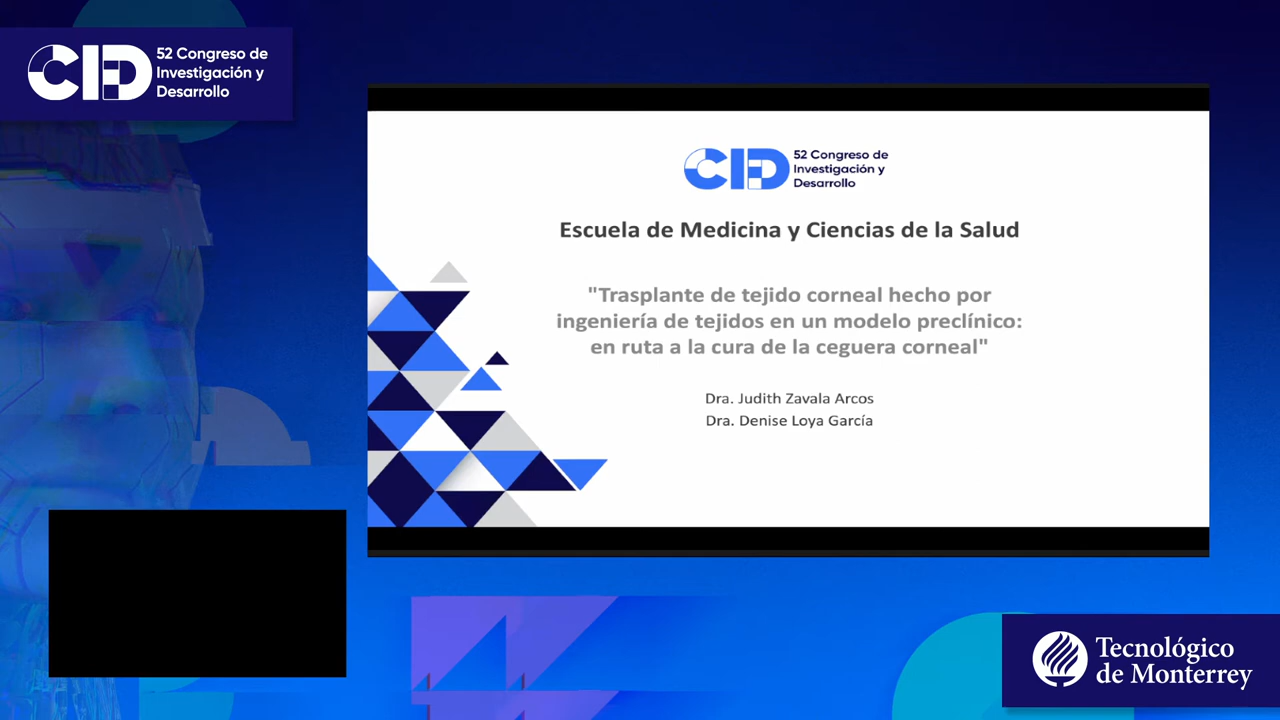 CID
52 Congreso de
Investigación y
Desarrollo
CID
52 Congreso de
Investigación y
Desarrollo
Escuela de Medicina y Ciencias de la Salud
"Trasplante de tejido corneal hecho por
ingeniería de tejidos en un modelo preclínico:
en ruta a la cura de la ceguera corneal"
Dra. Judith Zavala Arcos
Dra. Denise Loya García
Tecnológico
de Monterrey